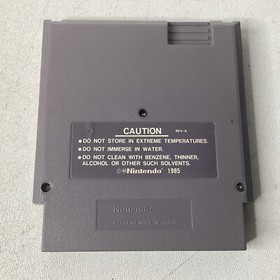 CAUTION
REV-A
•DO NOT STORE IN EXTREME TEMPERATURES.
•DO NOT IMMERSE IN WATER.
•DO NOT CLEAN WITH BENZENE, THINNER,
ALCOHOL OR OTHER SUCH SOLVENTS.
©®Nintendo® 1985
Nintendo